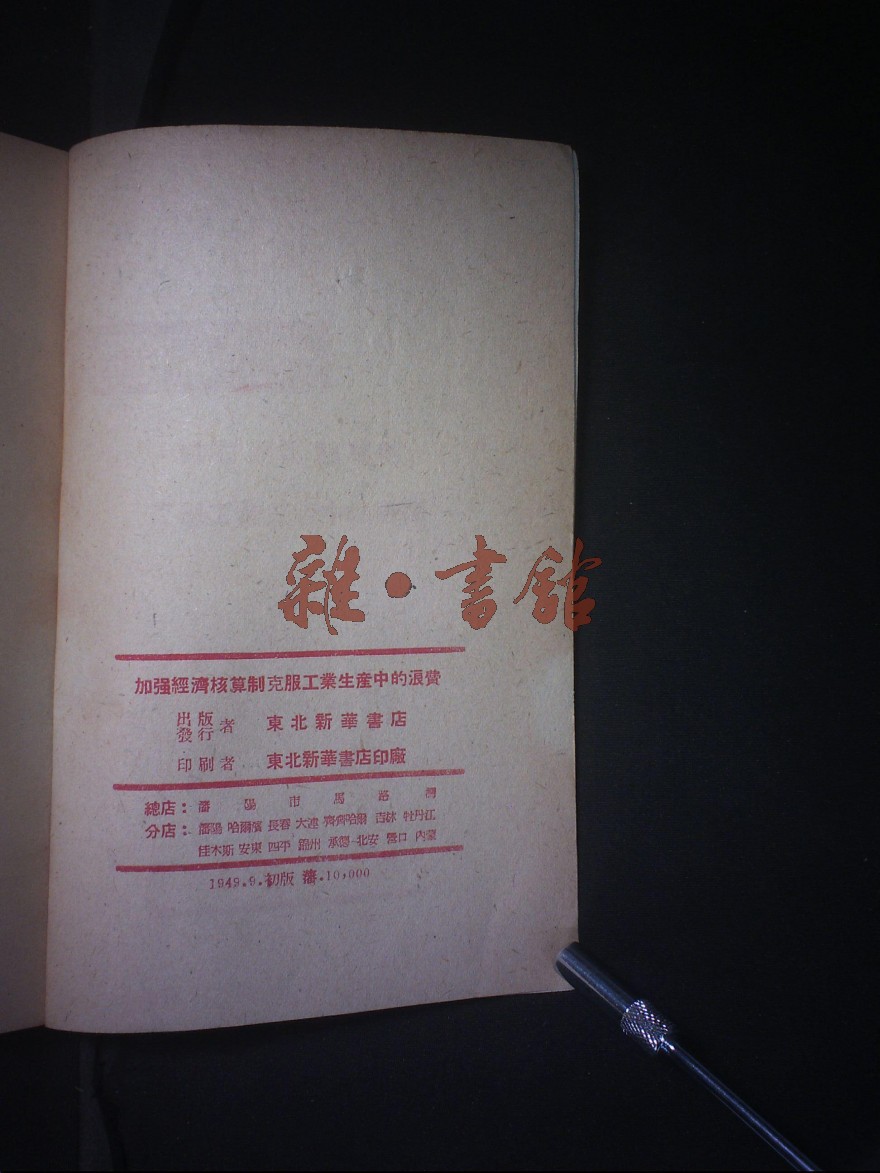 雜·書館
加强經濟核算制克服工業生産中的浪費
出版發行者 東北新華書店
印刷者 東北新華書店印廠
總店：瀋陽市馬路灣
分店：瀋陽 哈爾濱 長春 大連 齊齊哈爾 吉林 牡丹江
佳木斯 安東 四平 錦州 承德 北安 營口 內蒙
1949.9.初版 瀋.10,000